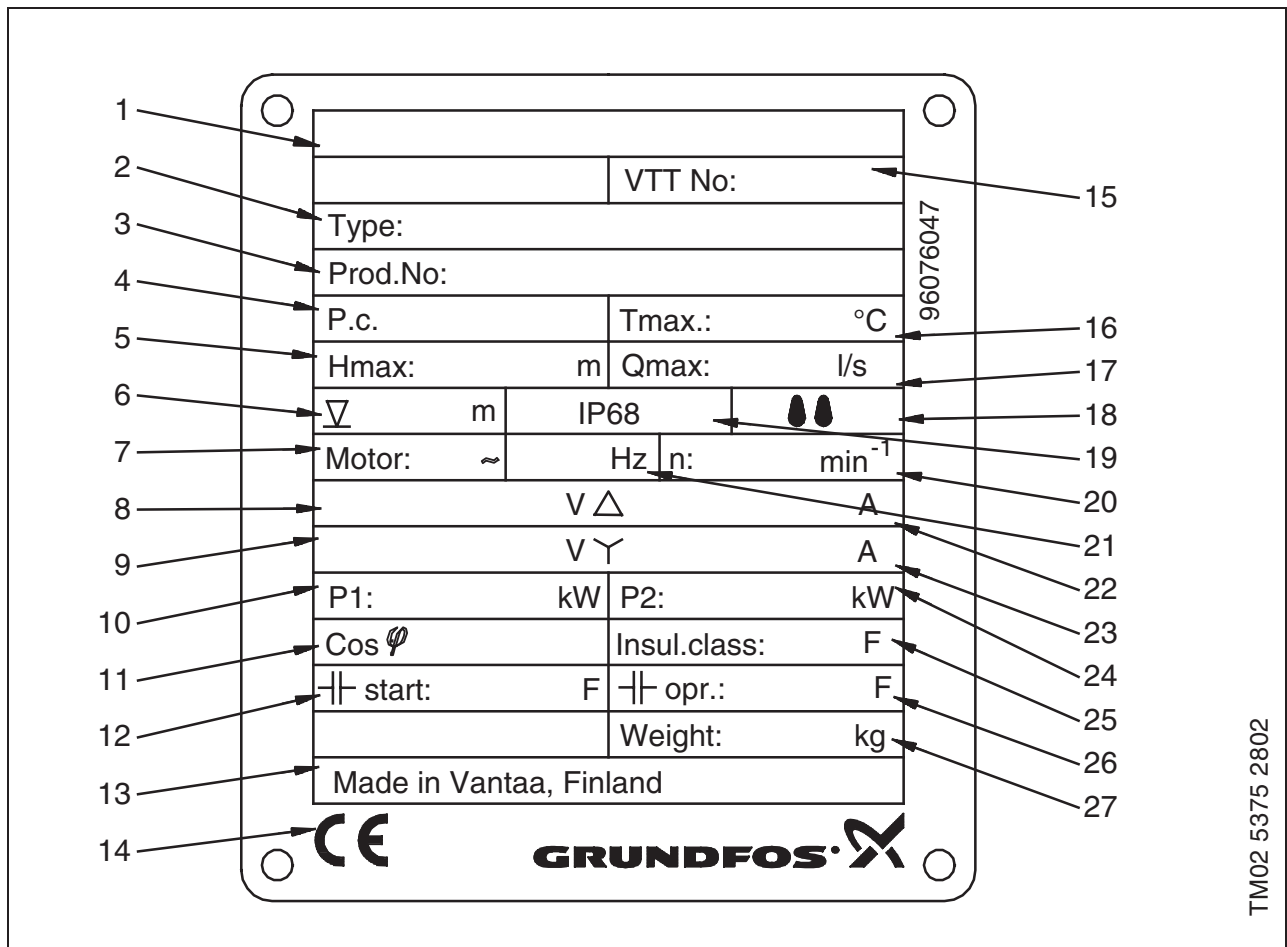 1
VTT No:
2
15
Type:
3
Prod.No:
96076047
4
P.c.
Tmax.: °C
16
5
Hmax: m
Qmax: l/s
17
6
m
IP68
18
7
Motor: ~
Hz
n: min⁻¹
19
20
8
V △
A
21
9
V Y
A
22
10
P1: kW
P2: kW
23
11
Cos φ
Insul.class: F
24
12
start: F
opr.: F
25
Weight: kg
26
13
Made in Vantaa, Finland
27
14
CE
GRUNDFOS
TM02 5375 2802